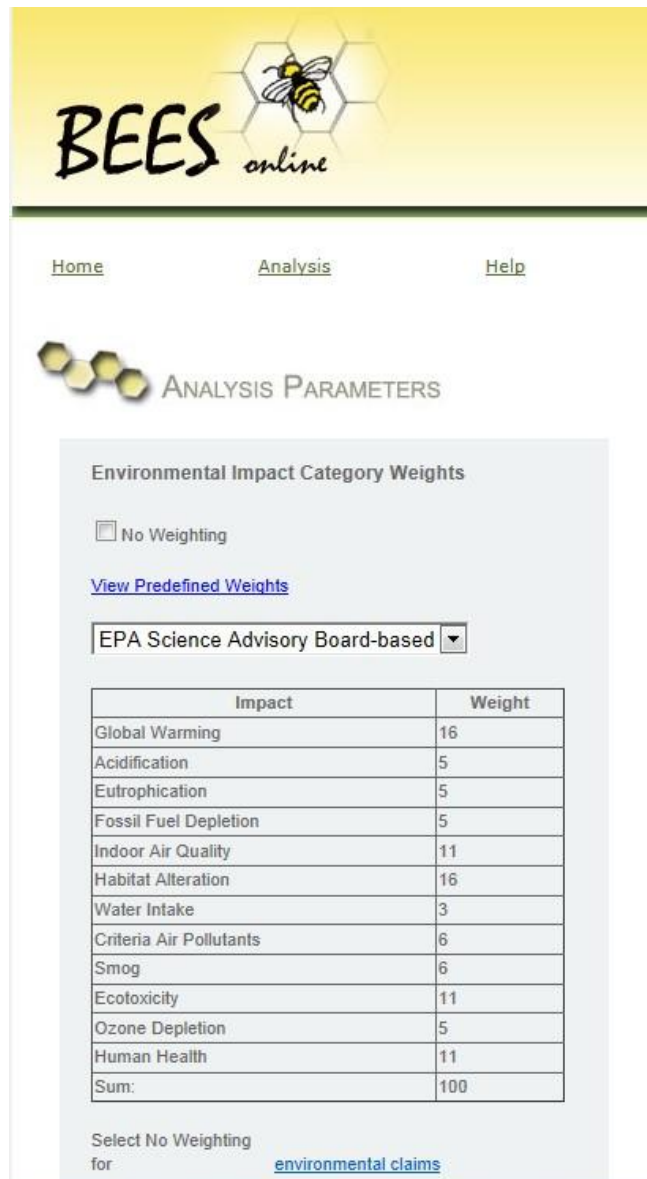 BEES online
Home Analysis Help
ANALYSIS PARAMETERS
Environmental Impact Category Weights
No Weighting
View Predefined Weights
EPA Science Advisory Board-based
Impact Weight
Global Warming 16
Acidification 5
Eutrophication 5
Fossil Fuel Depletion 5
Indoor Air Quality 11
Habitat Alteration 16
Water Intake 3
Criteria Air Pollutants 6
Smog 6
Ecotoxicity 11
Ozone Depletion 5
Human Health 11
Sum: 100
Select No Weighting
for environmental claims